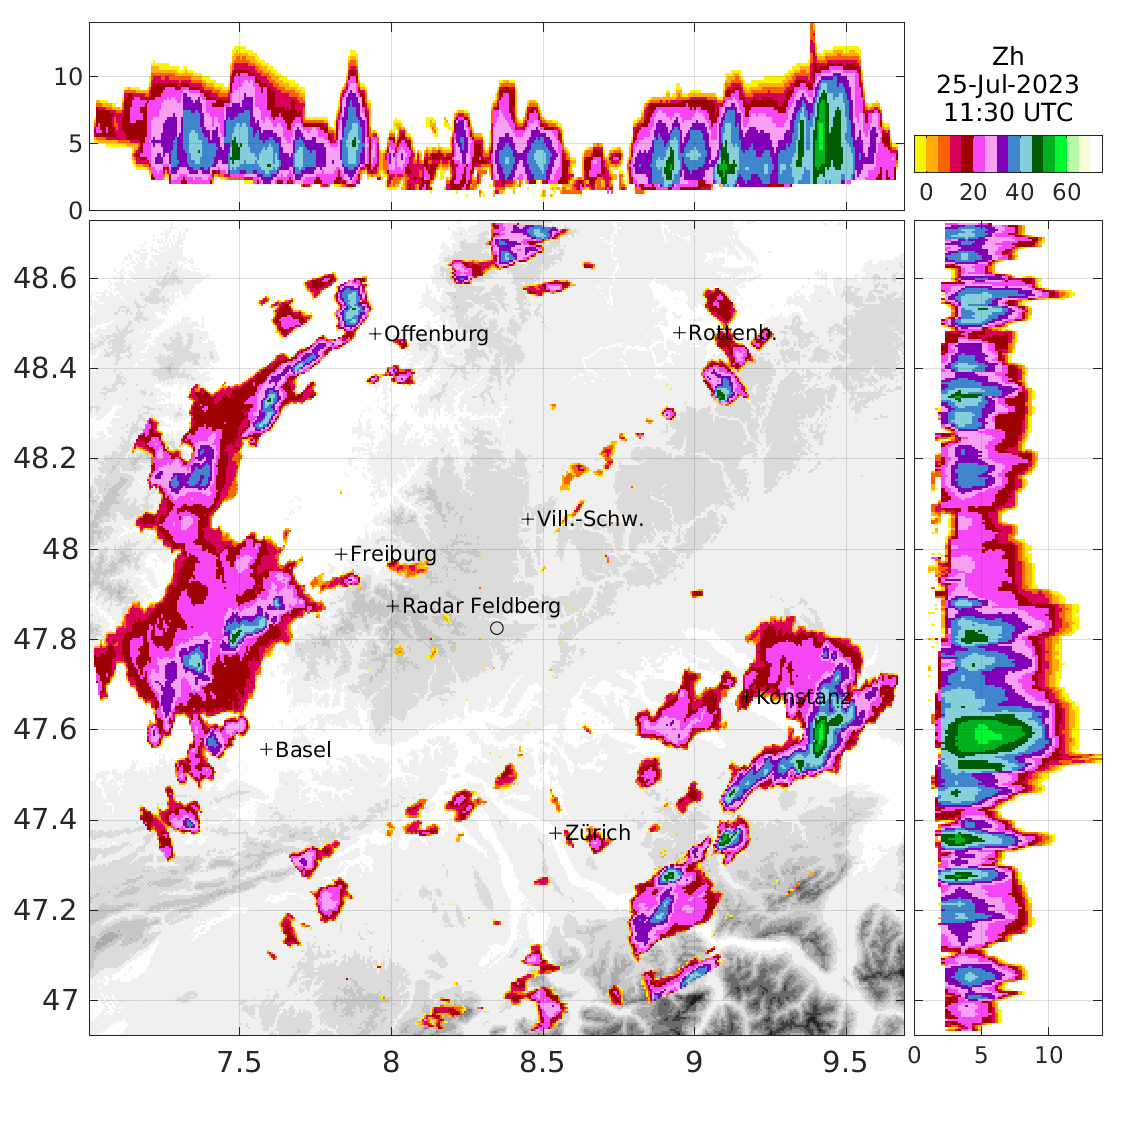 10
5
0
Zh
25-Jul-2023
11:30 UTC
0 20 40 60
48.6
48.4
48.2
48
47.8
47.6
47.4
47.2
47
+Offenburg
+Rottenb.
+Vill.-Schw.
+Freiburg
+Radar Feldberg
+Konstanz
+Basel
+Zürich
7.5 8 8.5 9 9.5
0 5 10